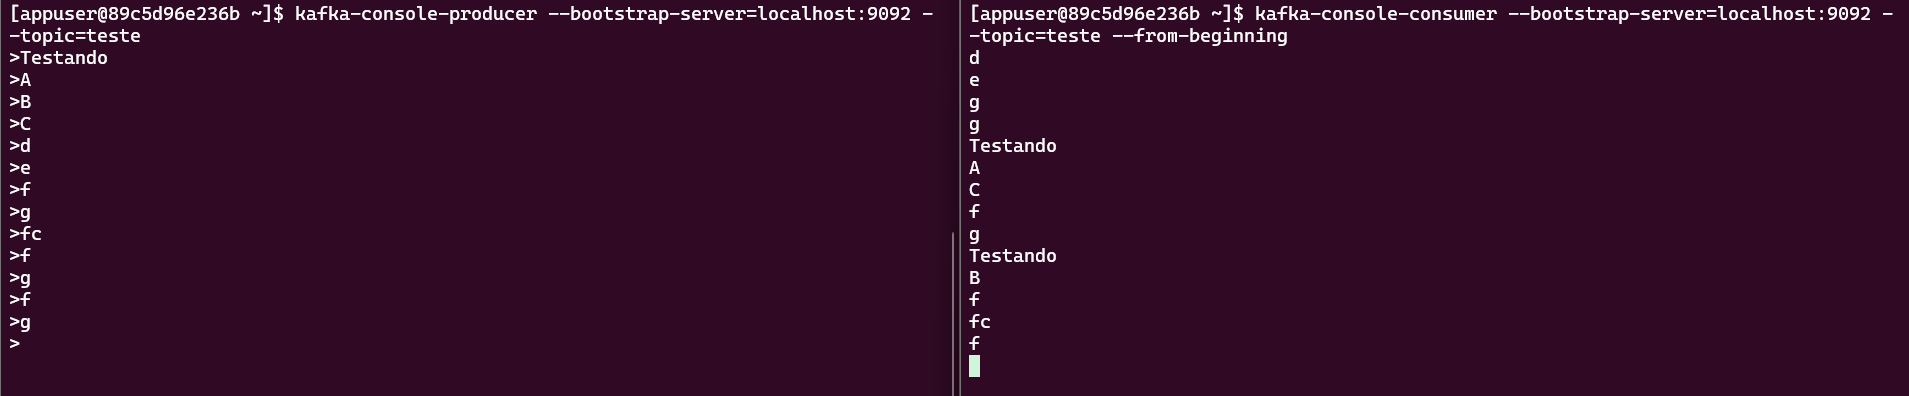 [appuser@89c5d96e236b ~]$ kafka-console-producer --bootstrap-server=localhost:9092 -
-topic=teste
>Testando
>A
>B
>C
>d
>e
>f
>g
>fc
>f
>g
>f
>g
>
[appuser@89c5d96e236b ~]$ kafka-console-consumer --bootstrap-server=localhost:9092 -
-topic=teste --from-beginning
d
e
g
g
Testando
A
C
f
g
Testando
B
f
fc
f